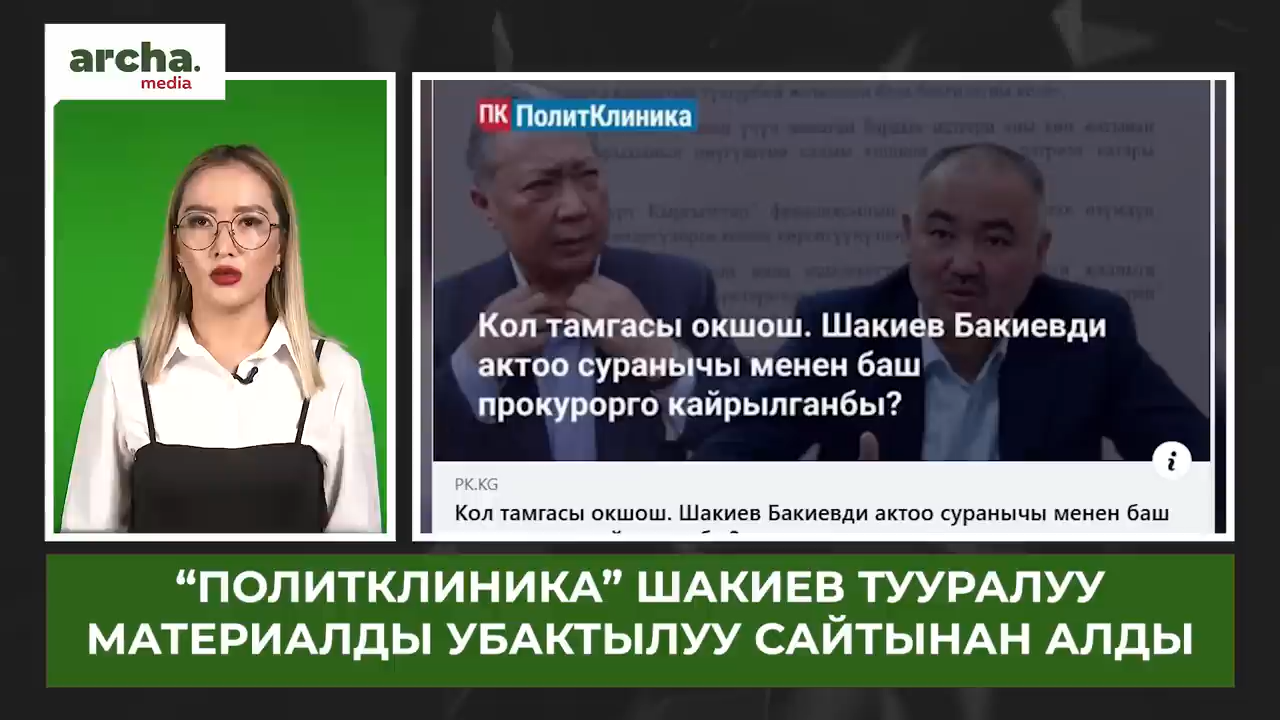 archa.
media
ПК ПолитКлиника
Кол тамгасы окшош. Шакиев Бакиевди
актоо суранычы менен баш
прокурорго кайрылганбы?
PK.KG
Кол тамгасы окшош. Шакиев Бакиевди актоо суранычы менен баш
“ПОЛИТКЛИНИКА” ШАКИЕВ ТУУРАЛУУ
МАТЕРИАЛДЫ УБАКТЫЛУУ САЙТЫНАН АЛДЫ